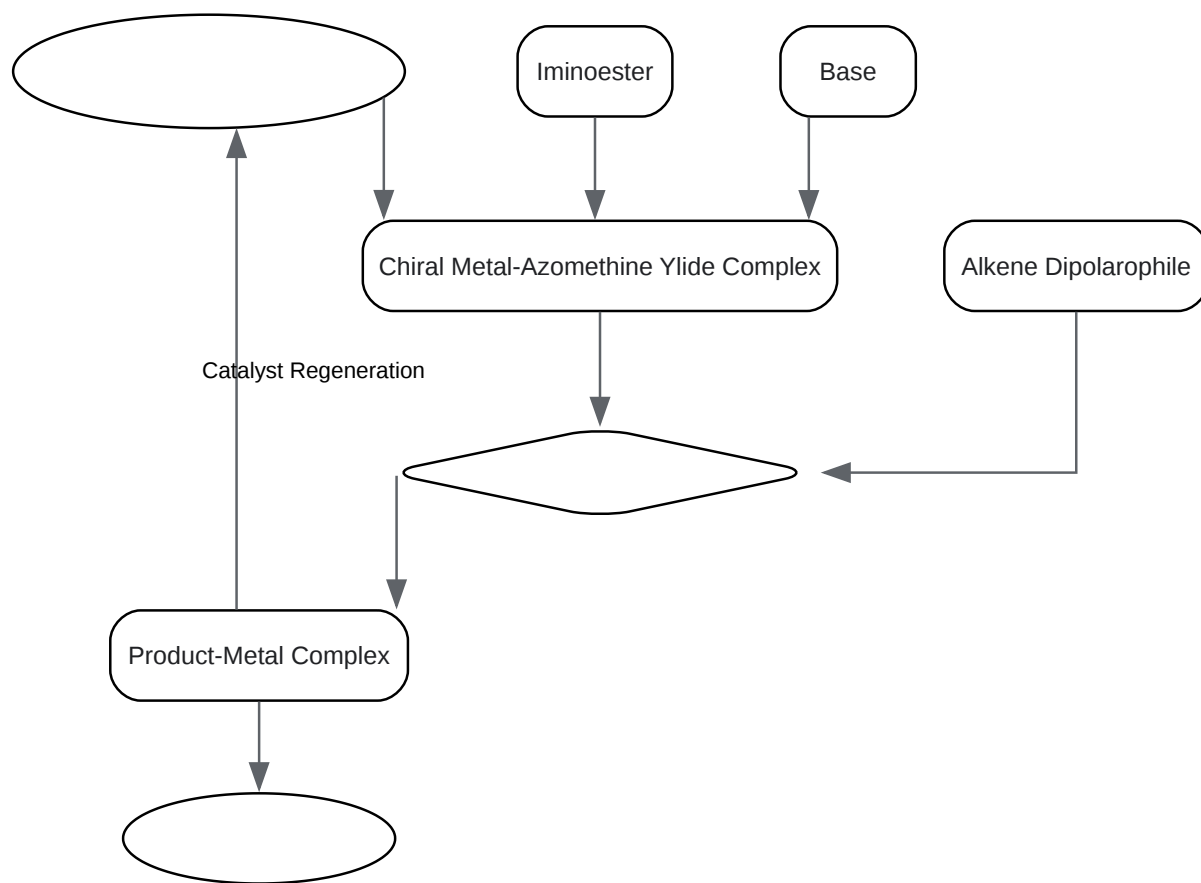 Iminoester
Base
Chiral Metal-Azomethine Ylide Complex
Alkene Dipolarophile
Catalyst Regeneration
Product-Metal Complex